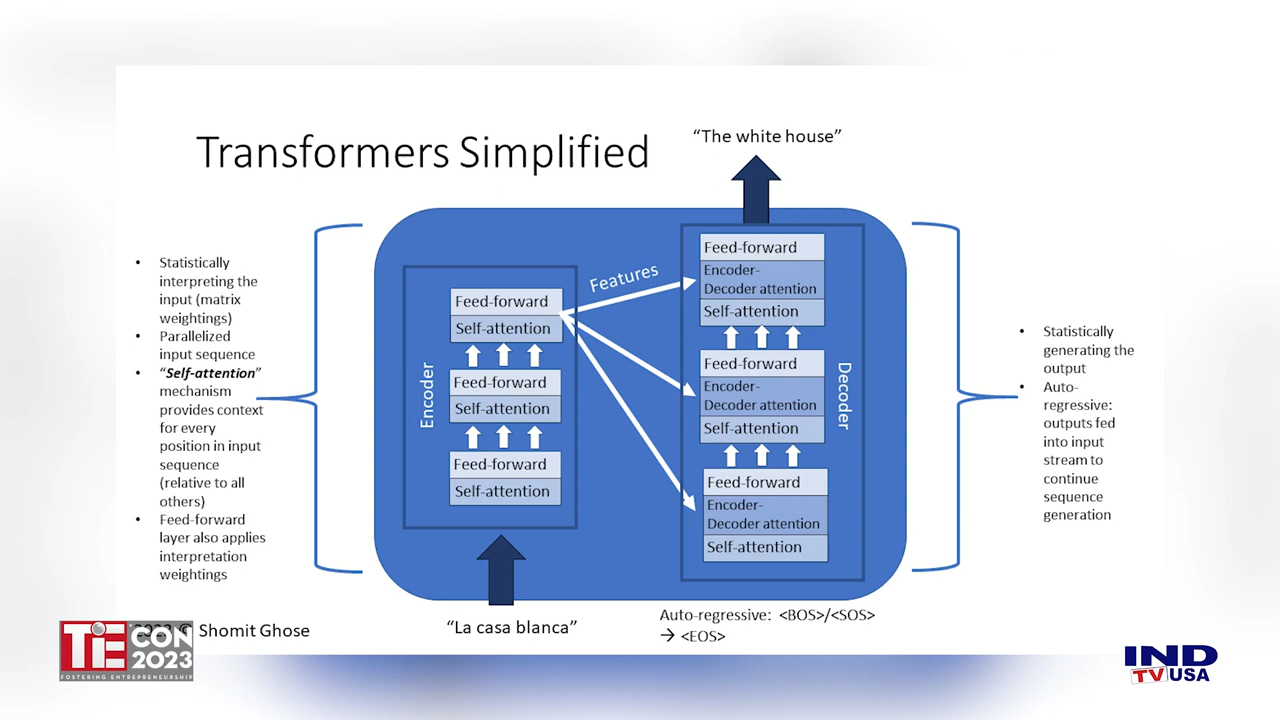 Transformers Simplified
“The white house”
• Statistically
interpreting the
input (matrix
weightings)
• Parallelized
input sequence
• “Self-attention”
mechanism
provides context
for every
position in input
sequence
(relative to all
others)
• Feed-forward
layer also applies
interpretation
weightings
Encoder
Feed-forward
Self-attention
Feed-forward
Self-attention
Feed-forward
Self-attention
Features
Feed-forward
Encoder-
Decoder attention
Self-attention
Feed-forward
Encoder-
Decoder attention
Self-attention
Feed-forward
Encoder-
Decoder attention
Self-attention
Decoder
• Statistically
generating the
output
• Auto-
regressive:
outputs fed
into input
stream to
continue
sequence
generation
“La casa blanca”
Auto-regressive: <BOS>/<SOS>
→ <EOS>
© Shomit Ghose
TiE CON
2023
FOSTERING ENTREPRENEURSHIP
IND
TV USA